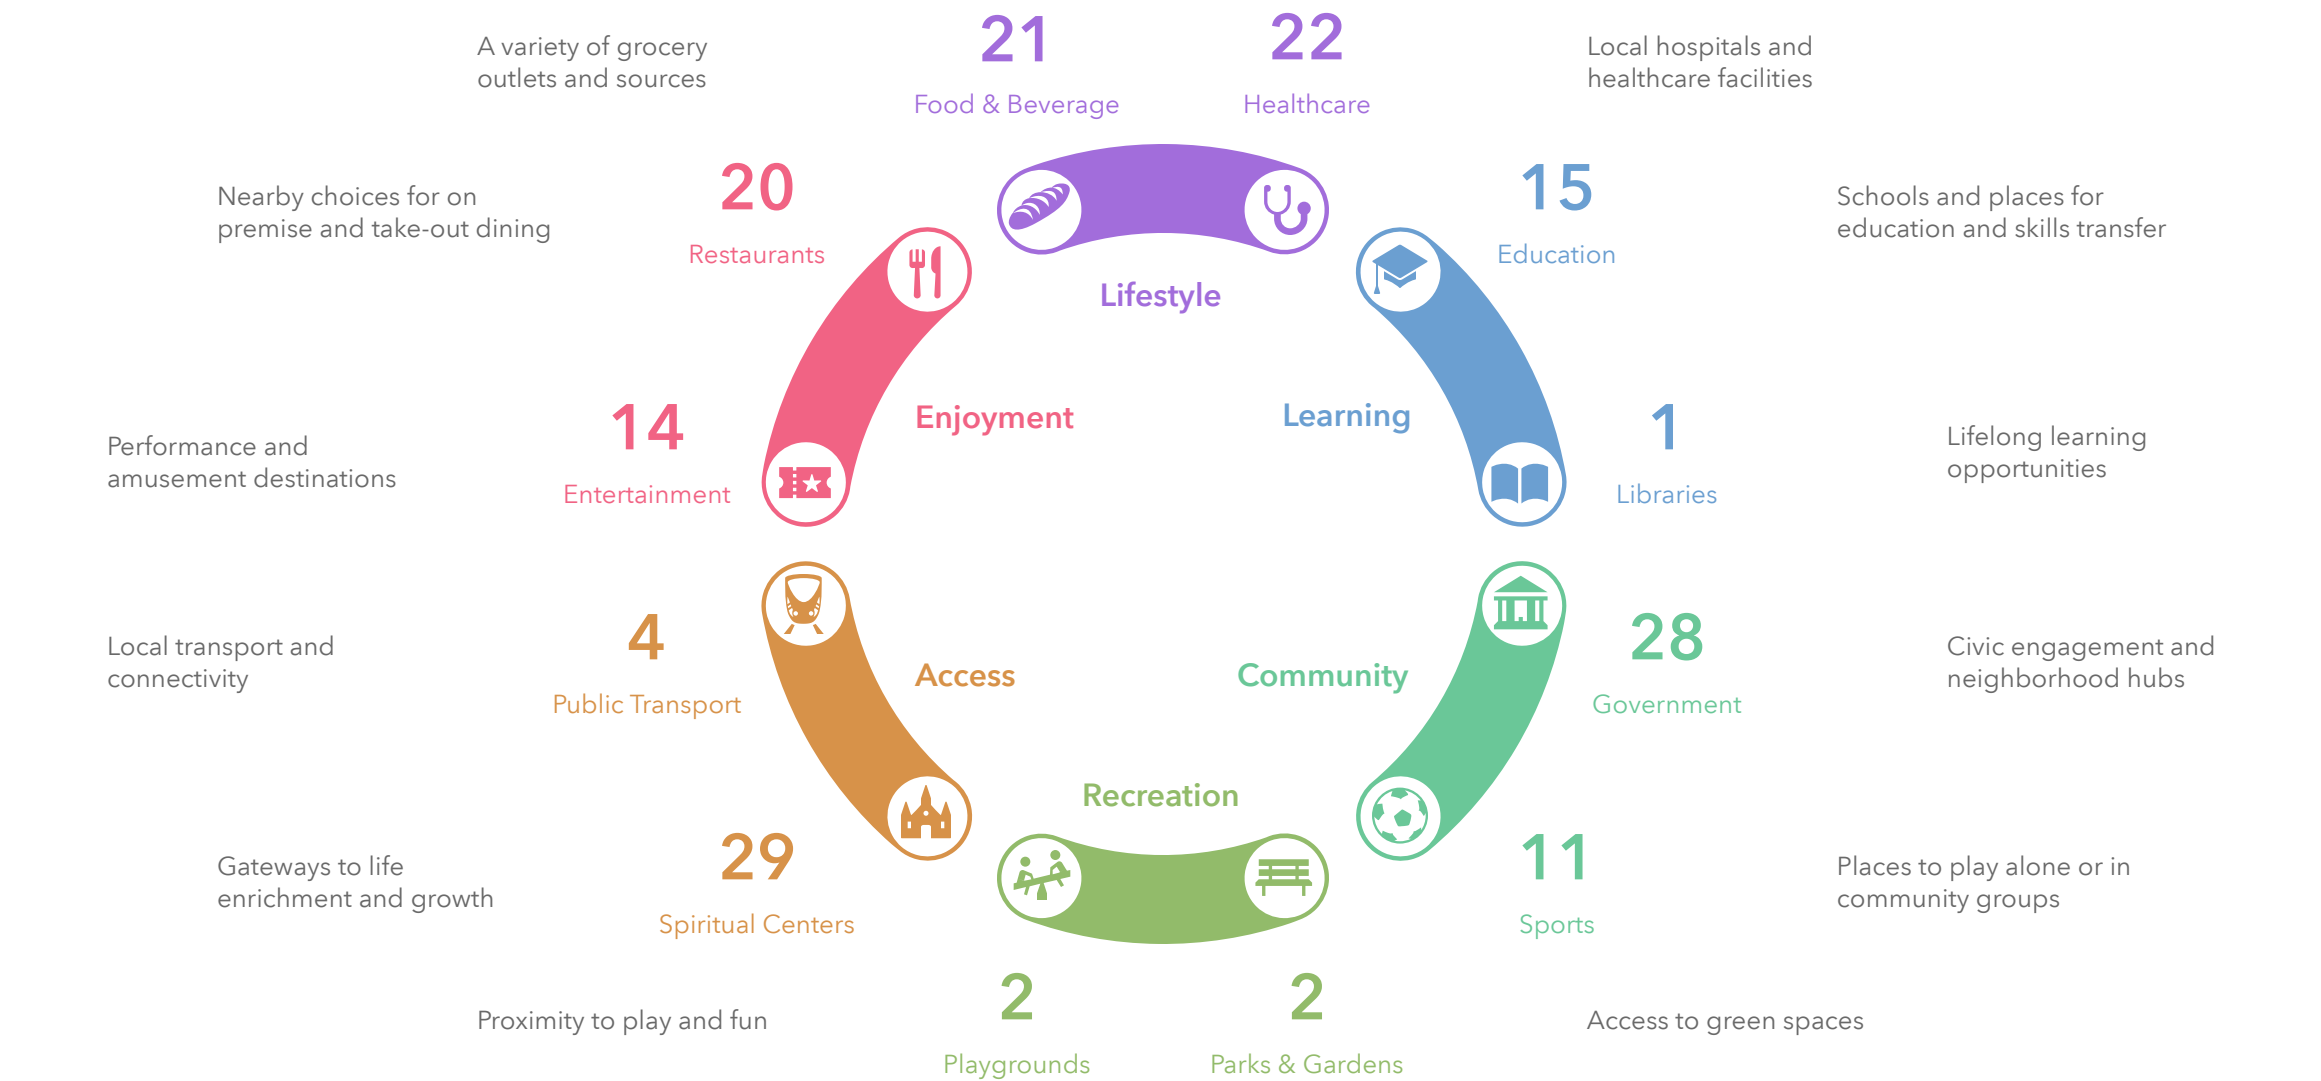 A variety of grocery
outlets and sources
21
Food & Beverage
22
Healthcare
Local hospitals and
healthcare facilities
Nearby choices for on
premise and take-out dining
20
Restaurants
15
Education
Schools and places for
education and skills transfer
Lifestyle
Performance and
amusement destinations
14
Entertainment
Enjoyment
Learning
1
Libraries
Lifelong learning
opportunities
Local transport and
connectivity
4
Public Transport
Access
Community
28
Government
Civic engagement and
neighborhood hubs
Recreation
Gateways to life
enrichment and growth
29
Spiritual Centers
11
Sports
Places to play alone or in
community groups
Proximity to play and fun
2
Playgrounds
2
Parks & Gardens
Access to green spaces